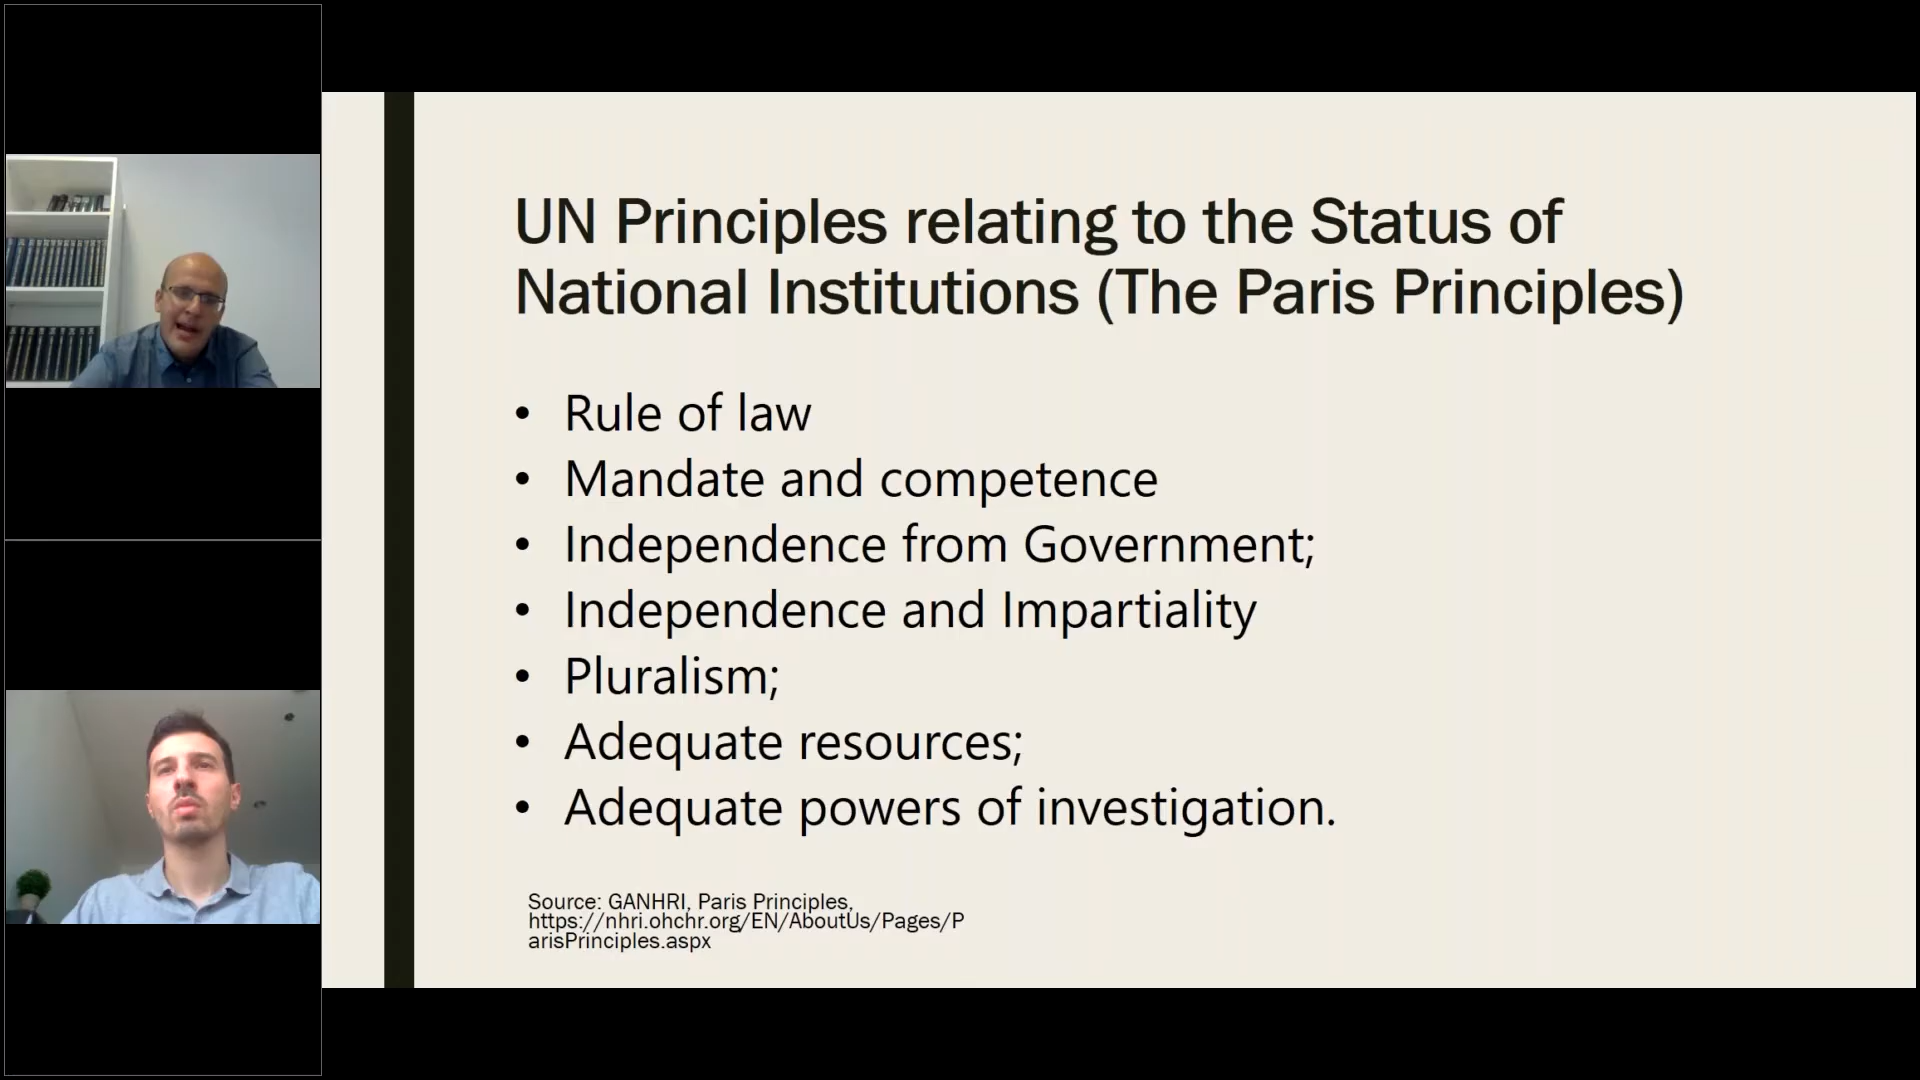 UN Principles relating to the Status of
National Institutions (The Paris Principles)
• Rule of law
• Mandate and competence
• Independence from Government;
• Independence and Impartiality
• Pluralism;
• Adequate resources;
• Adequate powers of investigation.
Source: GANHRI, Paris Principles,
https://nhri.ohchr.org/EN/AboutUs/Pages/P
arisPrinciples.aspx